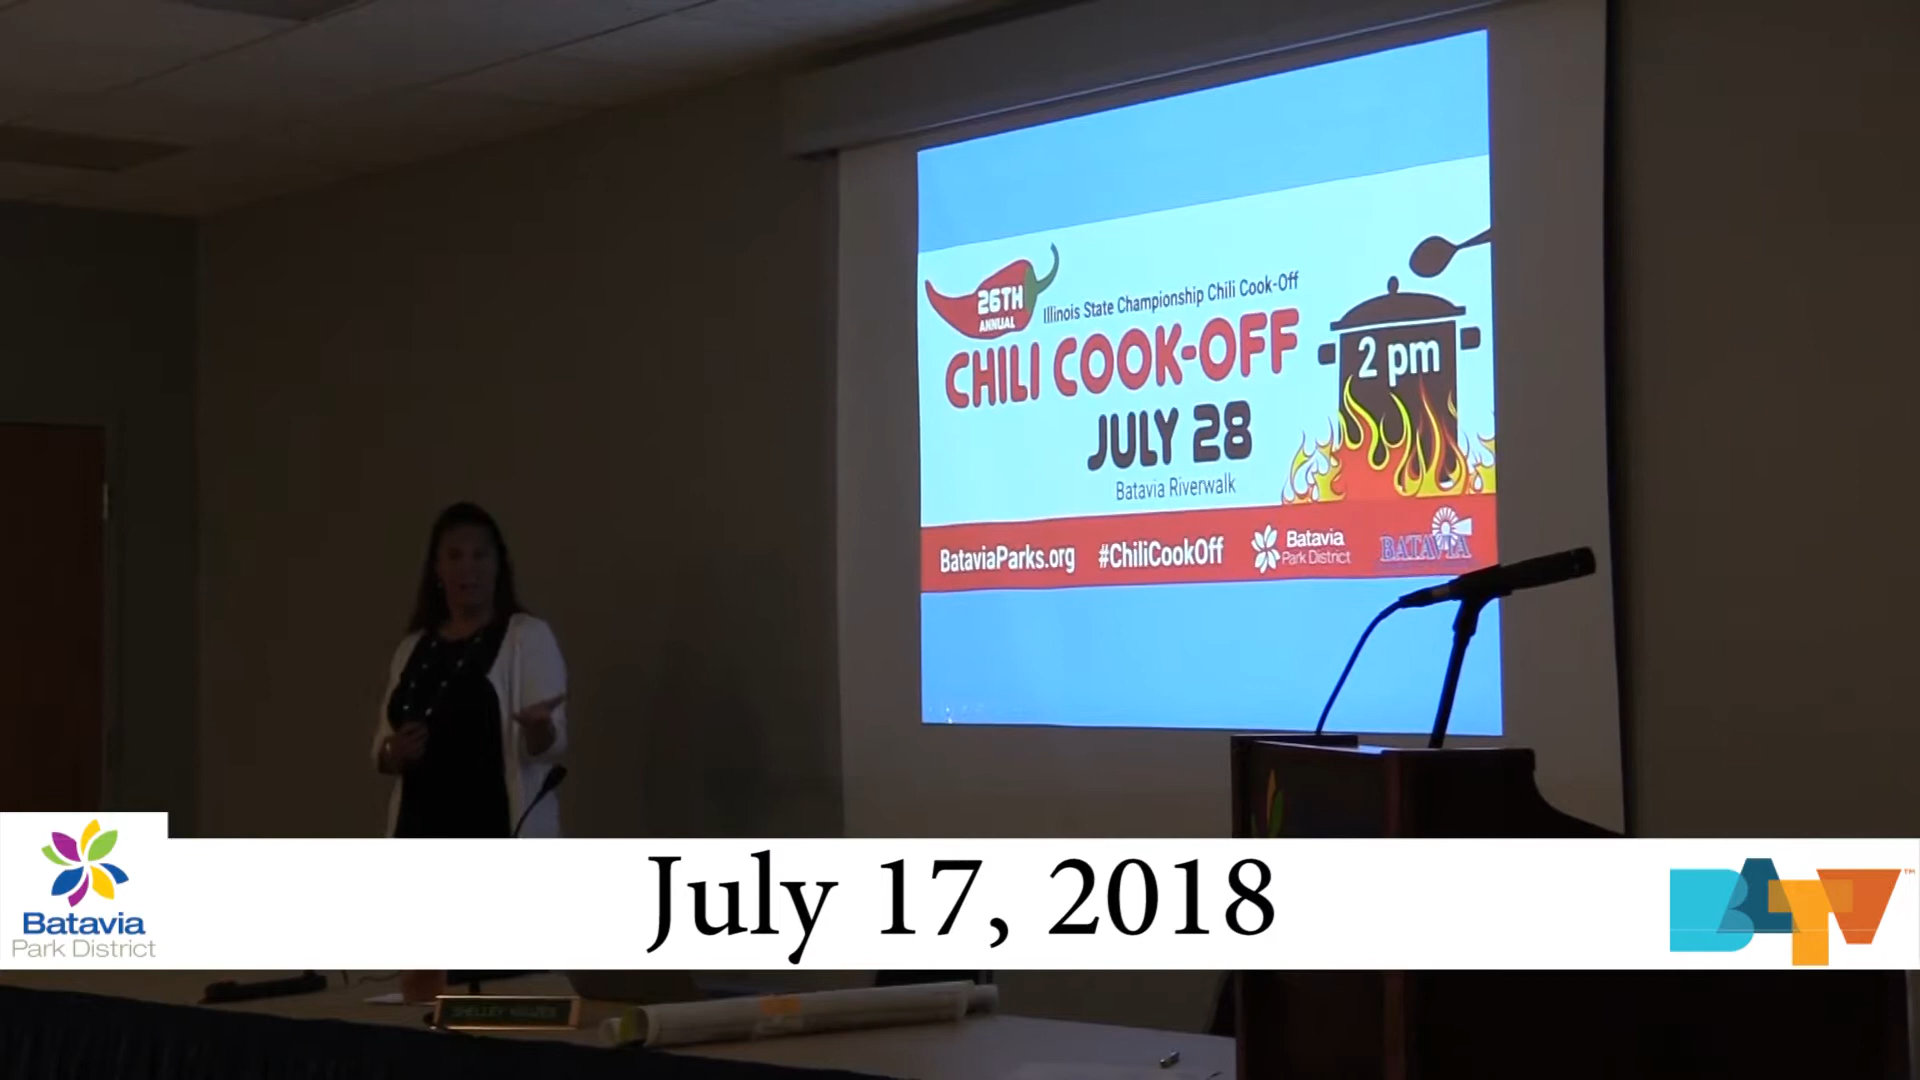 26TH
ANNUAL
Illinois State Championship Chili Cook-Off
CHILI COOK-OFF
JULY 28
Batavia Riverwalk
2 pm
BataviaParks.org #ChiliCookOff Batavia
Park District
BATAVIA
Batavia
Park District
July 17, 2018
BATV™